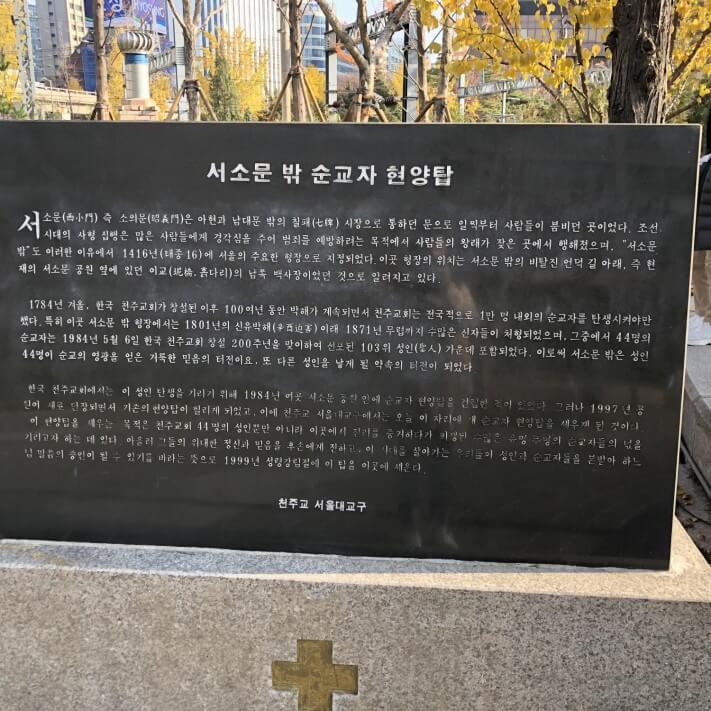 서소문 밖 순교자 현양탑
서소문(西小門) 즉 소의문(昭義門)은 아현과 남대문 밖의 칠패(七牌) 시장으로 통하던 문으로 일찍부터 사람들이 붐비던 곳이었다. 조선
시대의 사형 집행은 많은 사람들에게 경각심을 주어 범죄를 예방하려는 목적에서 사람들의 왕래가 잦은 곳에서 행해졌으며, "서소문
밖"도 이러한 이유에서 1416년(태종 16)에 서울의 수요한 형장으로 지정되었다. 이곳 형장의 위치는 서소문 밖의 비탈진 언덕 길 아래, 즉 현
재의 서소문 공원 옆에 있던 이교(圯橋, 흙다리)의 남쪽 백사장이었던 것으로 알려지고 있다.
1784년 겨울, 한국 천주교회가 창설된 이후 100여년 동안 박해가 계속되면서 천주교회는 전국적으로 1만 명 내외의 순교자를 탄생시켜야만
했다. 특히 이곳 서소문 밖 형장에서는 1801년의 신유박해(辛酉迫害) 이래 1871년 무렵까지 수많은 신자들이 처형되었으며, 그중에서 44명의
순교자는 1984년 5월 6일 한국 천주교회 창설 200주년을 맞이하여 선포된 103위 성인(聖人) 가운데 포함되었다. 이로써 서소문 밖은 성인
44명이 순교의 영광을 얻은 거룩한 믿음의 터전이요, 또 다른 성인을 낳게 될 약속의 터전이 되었다
한국 천주교회에서는 이 성인 탄생을 기리기 위해 1984년 이곳 서소문 공원 안에 순교자 현양탑을 건립한 적이 있었다. 그러나 1997년 공
원이 새로 단장되면서 기존의 현양탑이 헐리게 되었고, 이에 천주교 서울대교구에서는 오늘 이 자리에 새 순교자 현양탑을 세우게 된 것이다.
이 현양탑을 세우는 목적은 천주교회 44명의 성인뿐만 아니라 이곳에서 진리를 증거하다가 희생된 수많은 유명 무명의 순교자들의 넋을
기리고자 하는 데 있다. 아울러 그들의 위대한 정신과 믿음을 후손에게 전하고, 이 시대를 살아가는 우리들이 성인과 순교자들을 본받아 하느
님 말씀의 증인이 될 수 있기를 바라는 뜻으로 1999년 성령강림절에 이 탑을 이곳에 세운다.
천주교 서울대교구